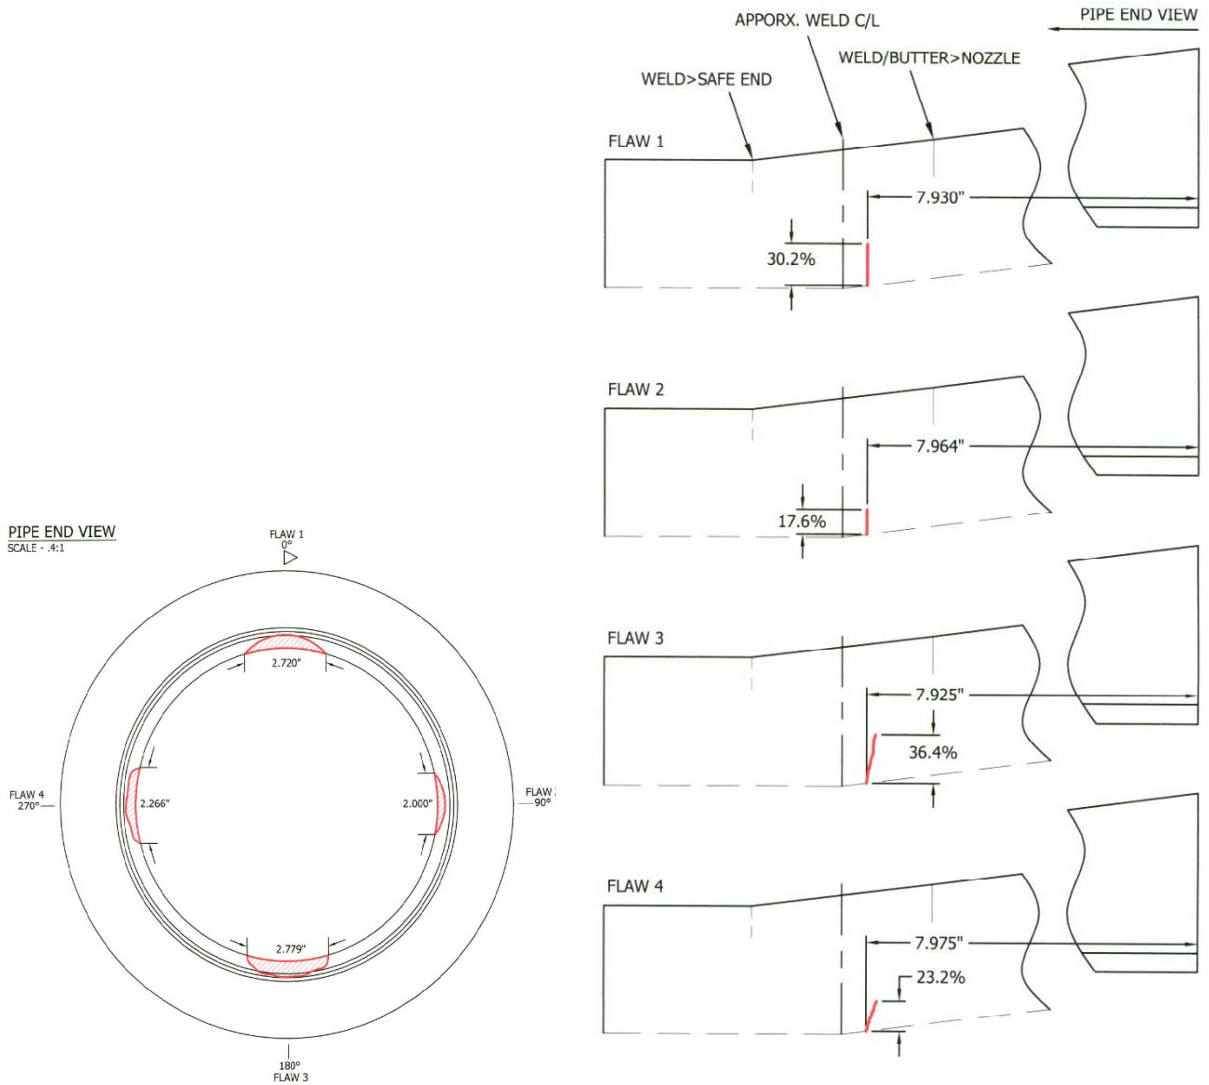 APPORX. WELD C/L
PIPE END VIEW
WELD/BUTTER>NOZZLE
WELD>SAFE END
FLAW 1
7.930"
30.2%
FLAW 2
7.964"
17.6%
FLAW 3
7.925"
36.4%
FLAW 4
7.975"
23.2%
PIPE END VIEW
SCALE - .4:1
FLAW 1
0°
2.720"
FLAW 4
270°
2.266"
2.000"
FLAW
90°
2.779"
180°
FLAW 3